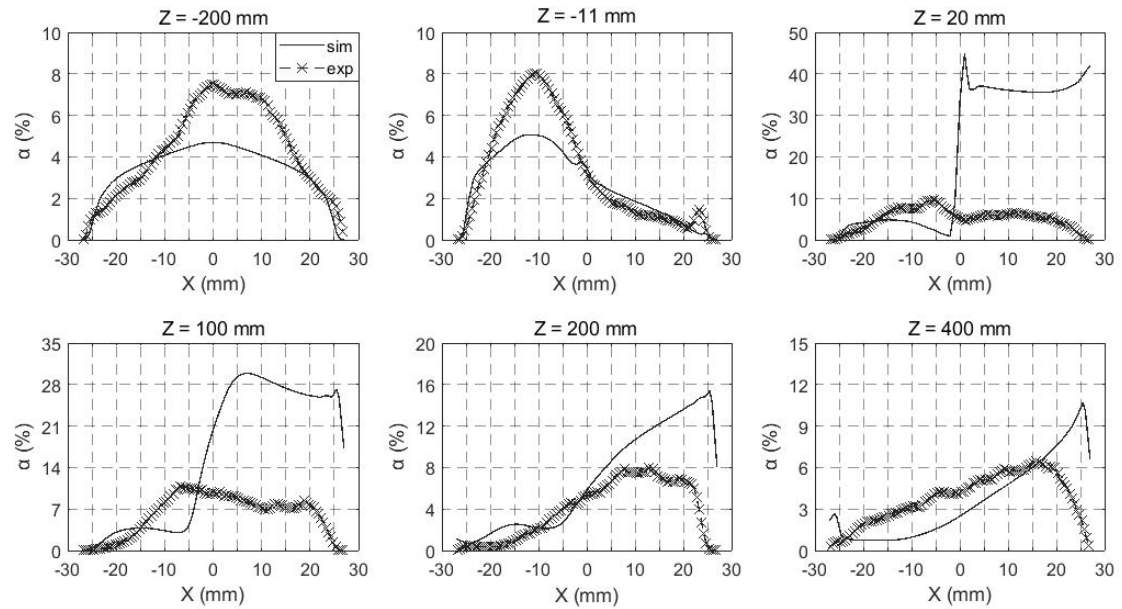 Z = -200 mm
10
8
6
4
2
0
α (%)
sim
exp
-30 -20 -10 0 10 20 30
X (mm)
Z = -11 mm
10
8
6
4
2
0
α (%)
-30 -20 -10 0 10 20 30
X (mm)
Z = 20 mm
50
40
30
20
10
0
α (%)
-30 -20 -10 0 10 20 30
X (mm)
Z = 100 mm
35
28
21
14
7
0
α (%)
-30 -20 -10 0 10 20 30
X (mm)
Z = 200 mm
20
16
12
8
4
0
α (%)
-30 -20 -10 0 10 20 30
X (mm)
Z = 400 mm
15
12
9
6
3
0
α (%)
-30 -20 -10 0 10 20 30
X (mm)